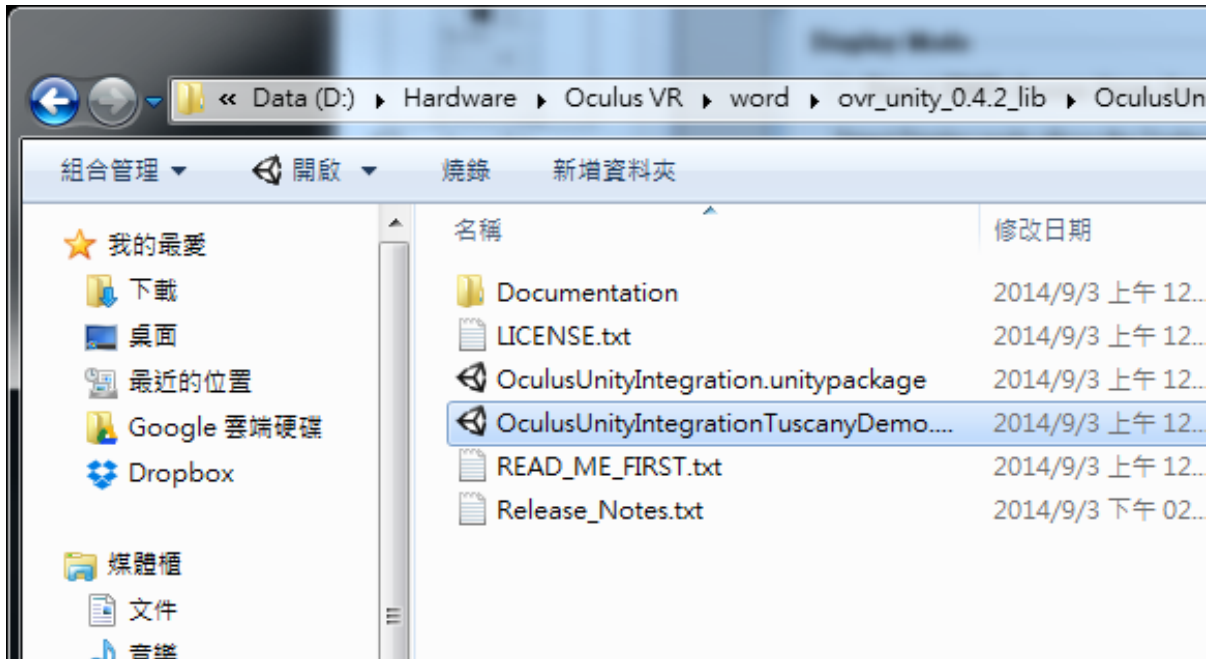 Display Mode
« Data (D:) ▸ Hardware ▸ Oculus VR ▸ word ▸ ovr_unity_0.4.2_lib ▸ OculusUn
組合管理 開啟 燒錄 新增資料夾
名稱 修改日期
我的最愛
下載
桌面
最近的位置
Google 雲端硬碟
Dropbox
媒體櫃
文件
音樂
Documentation 2014/9/3 上午 12...
LICENSE.txt 2014/9/3 上午 12...
OculusUnityIntegration.unitypackage 2014/9/3 上午 12...
OculusUnityIntegrationTuscanyDemo.... 2014/9/3 上午 12...
READ_ME_FIRST.txt 2014/9/3 上午 12...
Release_Notes.txt 2014/9/3 下午 02...